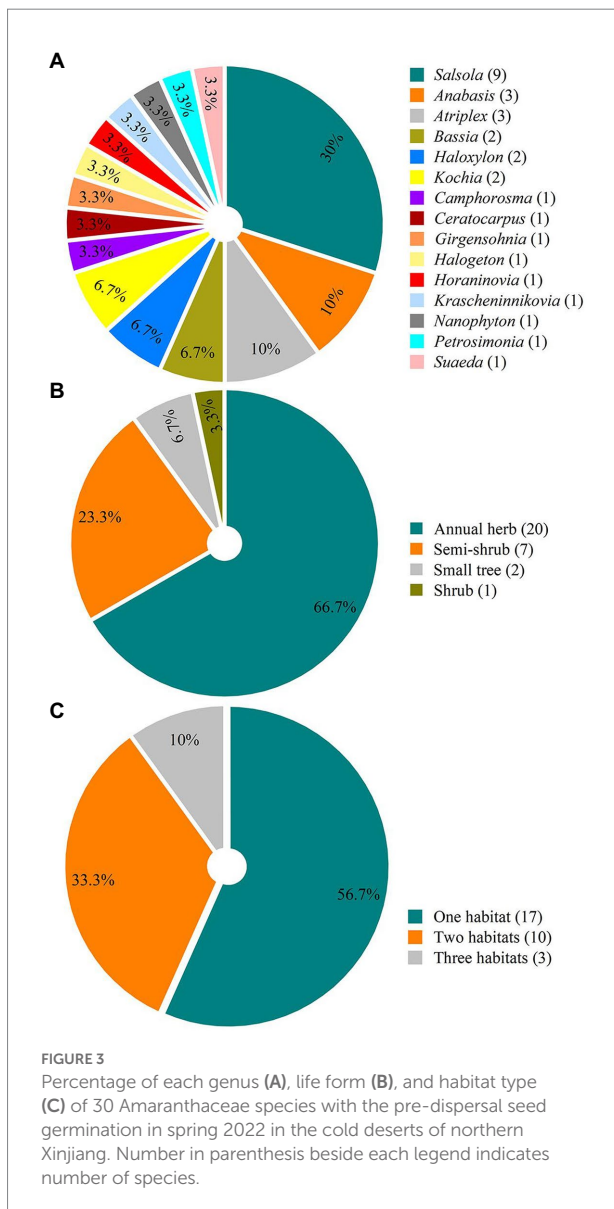 A
30%
10%
10%
6.7%
6.7%
6.7%
3.3%
3.3%
3.3%
3.3%
3.3%
3.3%
3.3%
3.3%
3.3%
Salsola (9)
Anabasis (3)
Atriplex (3)
Bassia (2)
Haloxylon (2)
Kochia (2)
Camphorosma (1)
Ceratocarpus (1)
Girgensohnia (1)
Halogeton (1)
Horaninovia (1)
Krascheninnikovia (1)
Nanophyton (1)
Petrosimonia (1)
Suaeda (1)
B
66.7%
23.3%
6.7%
3.3%
Annual herb (20)
Semi-shrub (7)
Small tree (2)
Shrub (1)
C
56.7%
33.3%
10%
One habitat (17)
Two habitats (10)
Three habitats (3)
FIGURE 3
Percentage of each genus (A), life form (B), and habitat type
(C) of 30 Amaranthaceae species with the pre-dispersal seed
germination in spring 2022 in the cold deserts of northern
Xinjiang. Number in parenthesis beside each legend indicates
number of species.